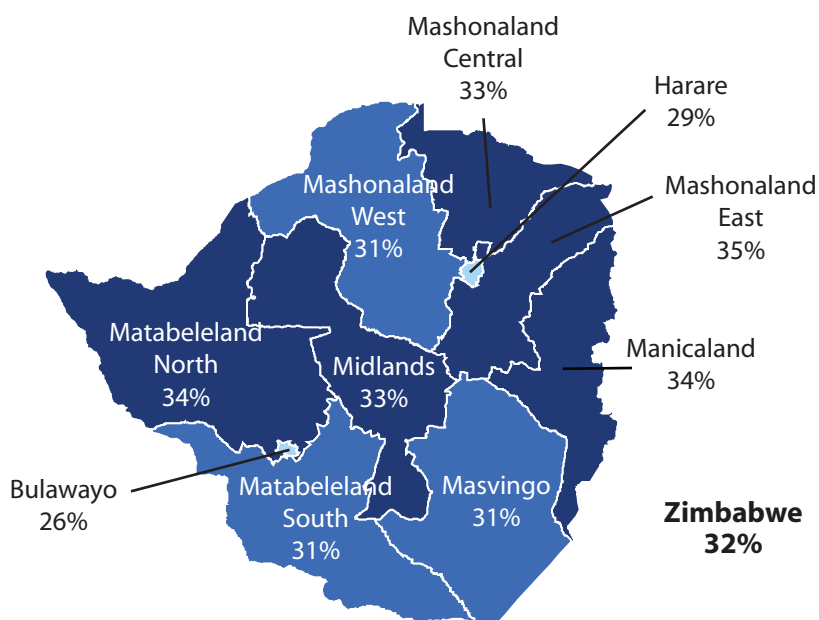 Mashonaland
Central
33%
Harare
29%
Mashonaland
West
31%
Mashonaland
East
35%
Matabeleland
North
34%
Midlands
33%
Manicaland
34%
Bulawayo
26%
Matabeleland
South
31%
Masvingo
31%
Zimbabwe
32%